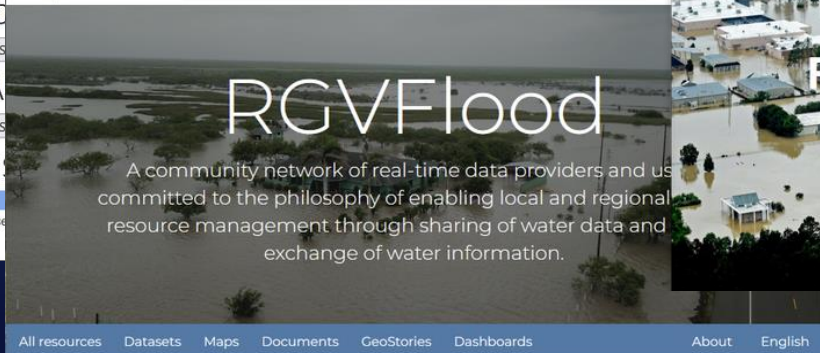 RGVFlood
A community network of real-time data providers and us
committed to the philosophy of enabling local and regional
resource management through sharing of water data and
exchange of water information.
All resources Datasets Maps Documents GeoStories Dashboards About English